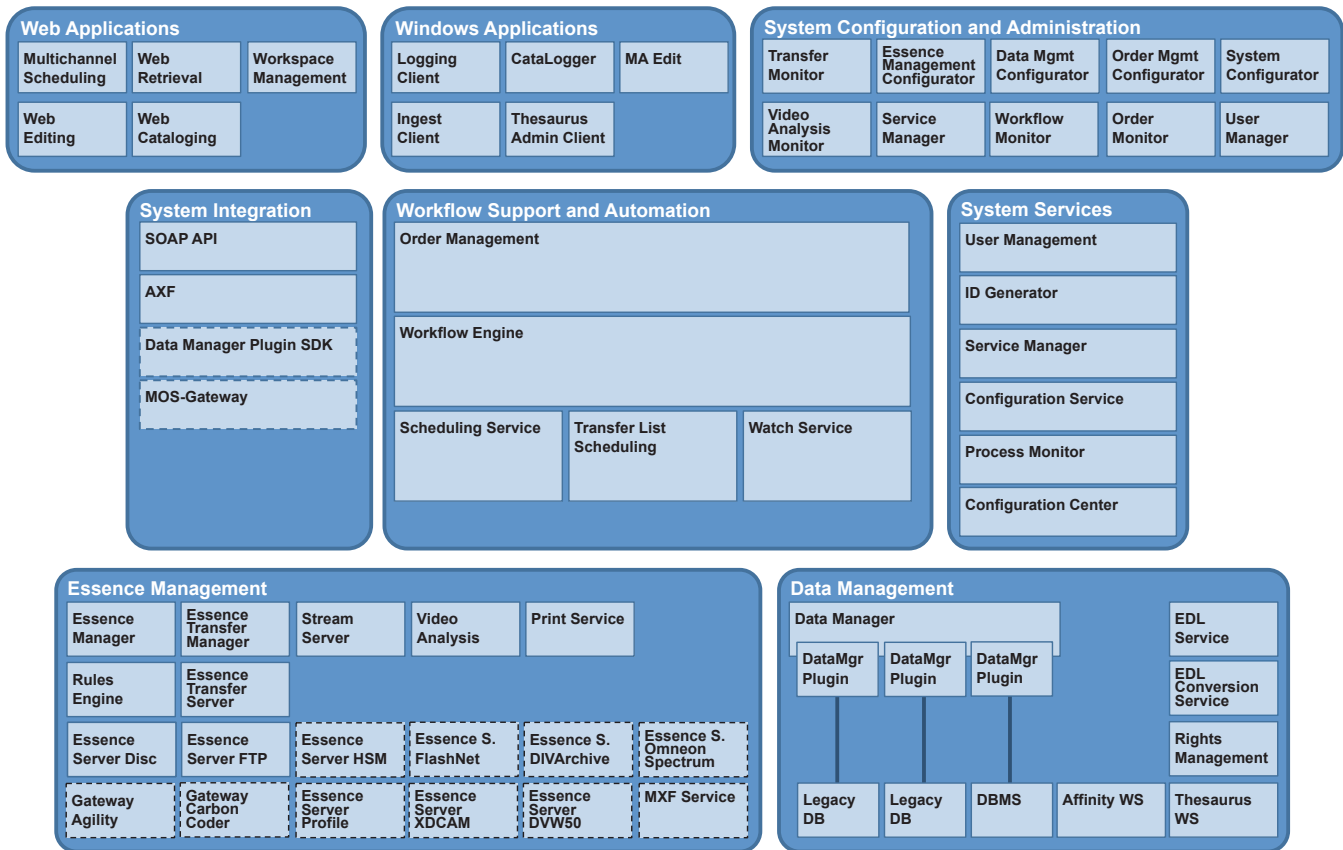 Web Applications
Multichannel
Scheduling
Web
Retrieval
Workspace
Management
Web
Editing
Web
Cataloging
Windows Applications
Logging
Client
CataLogger
MA Edit
Ingest
Client
Thesaurus
Admin Client
System Configuration and Administration
Transfer
Monitor
Essence
Management
Configurator
Data Mgmt
Configurator
Order Mgmt
Configurator
System
Configurator
Video
Analysis
Monitor
Service
Manager
Workflow
Monitor
Order
Monitor
User
Manager
System Integration
SOAP API
AXF
Data Manager Plugin SDK
MOS-Gateway
Workflow Support and Automation
Order Management
Workflow Engine
Scheduling Service
Transfer List
Scheduling
Watch Service
System Services
User Management
ID Generator
Service Manager
Configuration Service
Process Monitor
Configuration Center
Essence Management
Essence
Manager
Essence
Transfer
Manager
Stream
Server
Video
Analysis
Print Service
Rules
Engine
Essence
Transfer
Server
Essence
Server Disc
Essence
Server FTP
Essence
Server HSM
Essence S.
FlashNet
Essence S.
DIVArchive
Essence S.
Omneon
Spectrum
Gateway
Agility
Gateway
Carbon
Coder
Essence
Server
Profile
Essence
Server
XDCAM
Essence
Server
DVW50
MXF Service
Data Management
Data Manager
DataMgr
Plugin
DataMgr
Plugin
DataMgr
Plugin
EDL
Service
EDL
Conversion
Service
Rights
Management
Legacy
DB
Legacy
DB
DBMS
Affinity WS
Thesaurus
WS